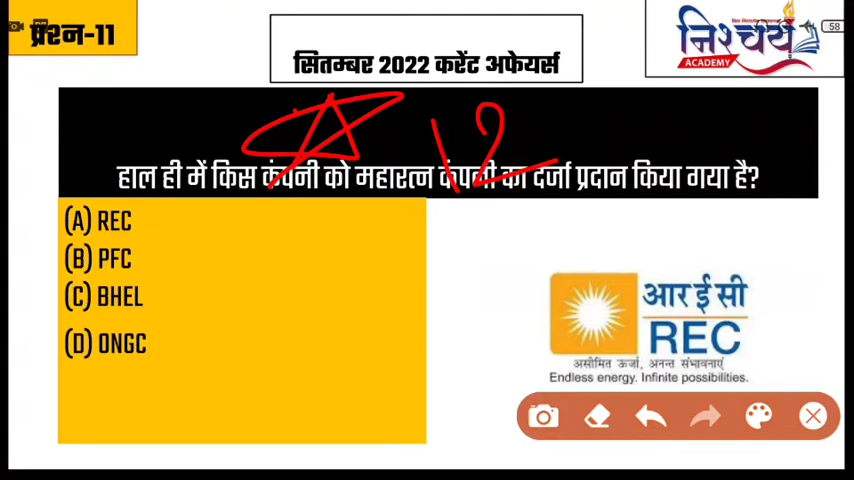 प्रश्न-11
सितम्बर 2022 करेंट अफेयर्स
निश्चय
ACADEMY
58
12
हाल ही में किस कंपनी को महारत्न कंपनी का दर्जा प्रदान किया गया है?
(A) REC
(B) PFC
(C) BHEL
(D) ONGC
आर ई सी
REC
असीमित ऊर्जा, अनन्त संभावनाएं
Endless energy. Infinite possibilities.